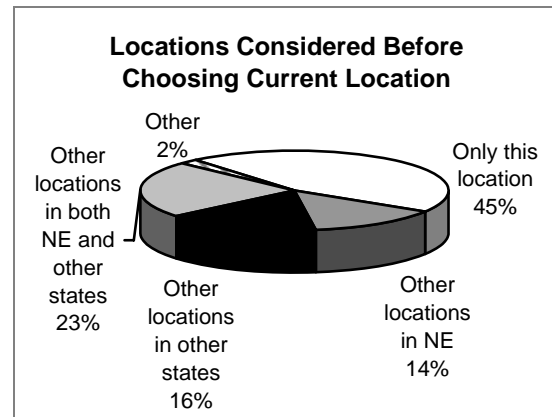 Locations Considered Before
Choosing Current Location
Other
2%
Only this
location
45%
Other
locations
in NE
14%
Other
locations
in other
states
16%
Other
locations
in both
NE and
other
states
23%